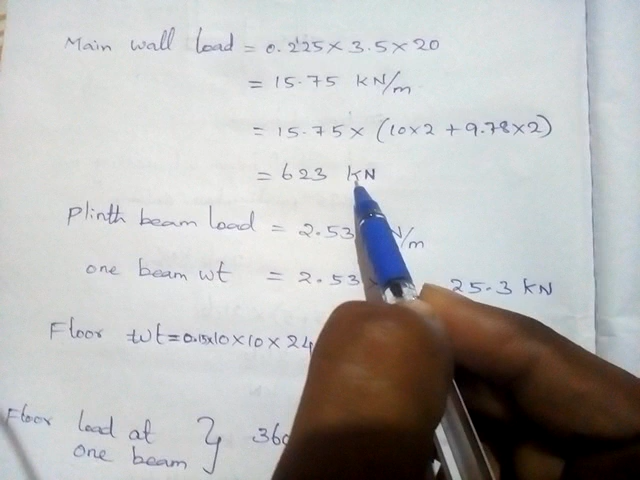 Main wall load = 0.225 × 3.5 × 20
= 15.75 KN/m
= 15.75 × (10×2 + 9.78×2)
= 623 KN
Plinth beam load = 2.53 N/m
one beam wt = 2.53 25.3 KN
Floor wt = 0.15×10×10×24
Floor load at one beam } 360